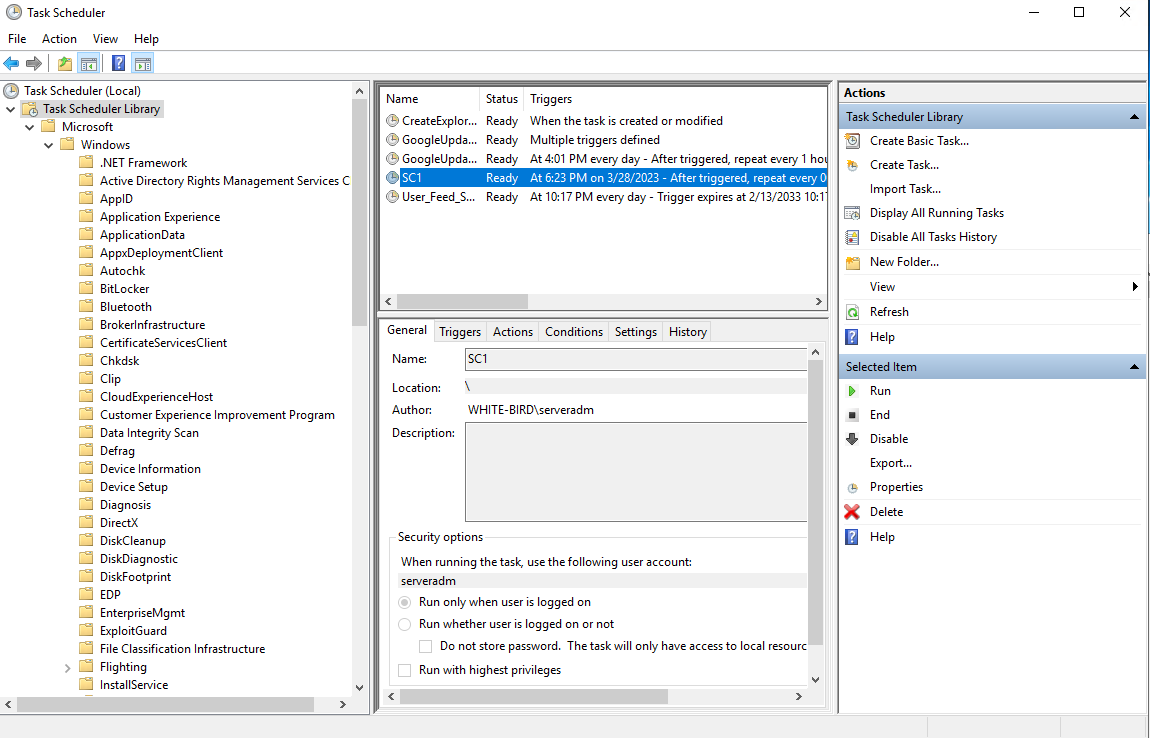 Task Scheduler
File Action View Help
Task Scheduler (Local)
Task Scheduler Library
Microsoft
Windows
.NET Framework
Active Directory Rights Management Services C
AppID
Application Experience
ApplicationData
AppxDeploymentClient
Autochk
BitLocker
Bluetooth
BrokerInfrastructure
CertificateServicesClient
Chkdsk
Clip
CloudExperienceHost
Customer Experience Improvement Program
Data Integrity Scan
Defrag
Device Information
Device Setup
Diagnosis
DirectX
DiskCleanup
DiskDiagnostic
DiskFootprint
EDP
EnterpriseMgmt
ExploitGuard
File Classification Infrastructure
Flighting
InstallService
Name Status Triggers
CreateExplor... Ready When the task is created or modified
GoogleUpda... Ready Multiple triggers defined
GoogleUpda... Ready At 4:01 PM every day - After triggered, repeat every 1 hou
SC1 Ready At 6:23 PM on 3/28/2023 - After triggered, repeat every 0
User_Feed_S... Ready At 10:17 PM every day - Trigger expires at 2/13/2033 10:17
General Triggers Actions Conditions Settings History
Name: SC1
Location: \
Author: WHITE-BIRD\serveradm
Description:
Security options
When running the task, use the following user account:
serveradm
Run only when user is logged on
Run whether user is logged on or not
Do not store password. The task will only have access to local resourc
Run with highest privileges
Actions
Task Scheduler Library
Create Basic Task...
Create Task...
Import Task...
Display All Running Tasks
Disable All Tasks History
New Folder...
View
Refresh
Help
Selected Item
Run
End
Disable
Export...
Properties
Delete
Help